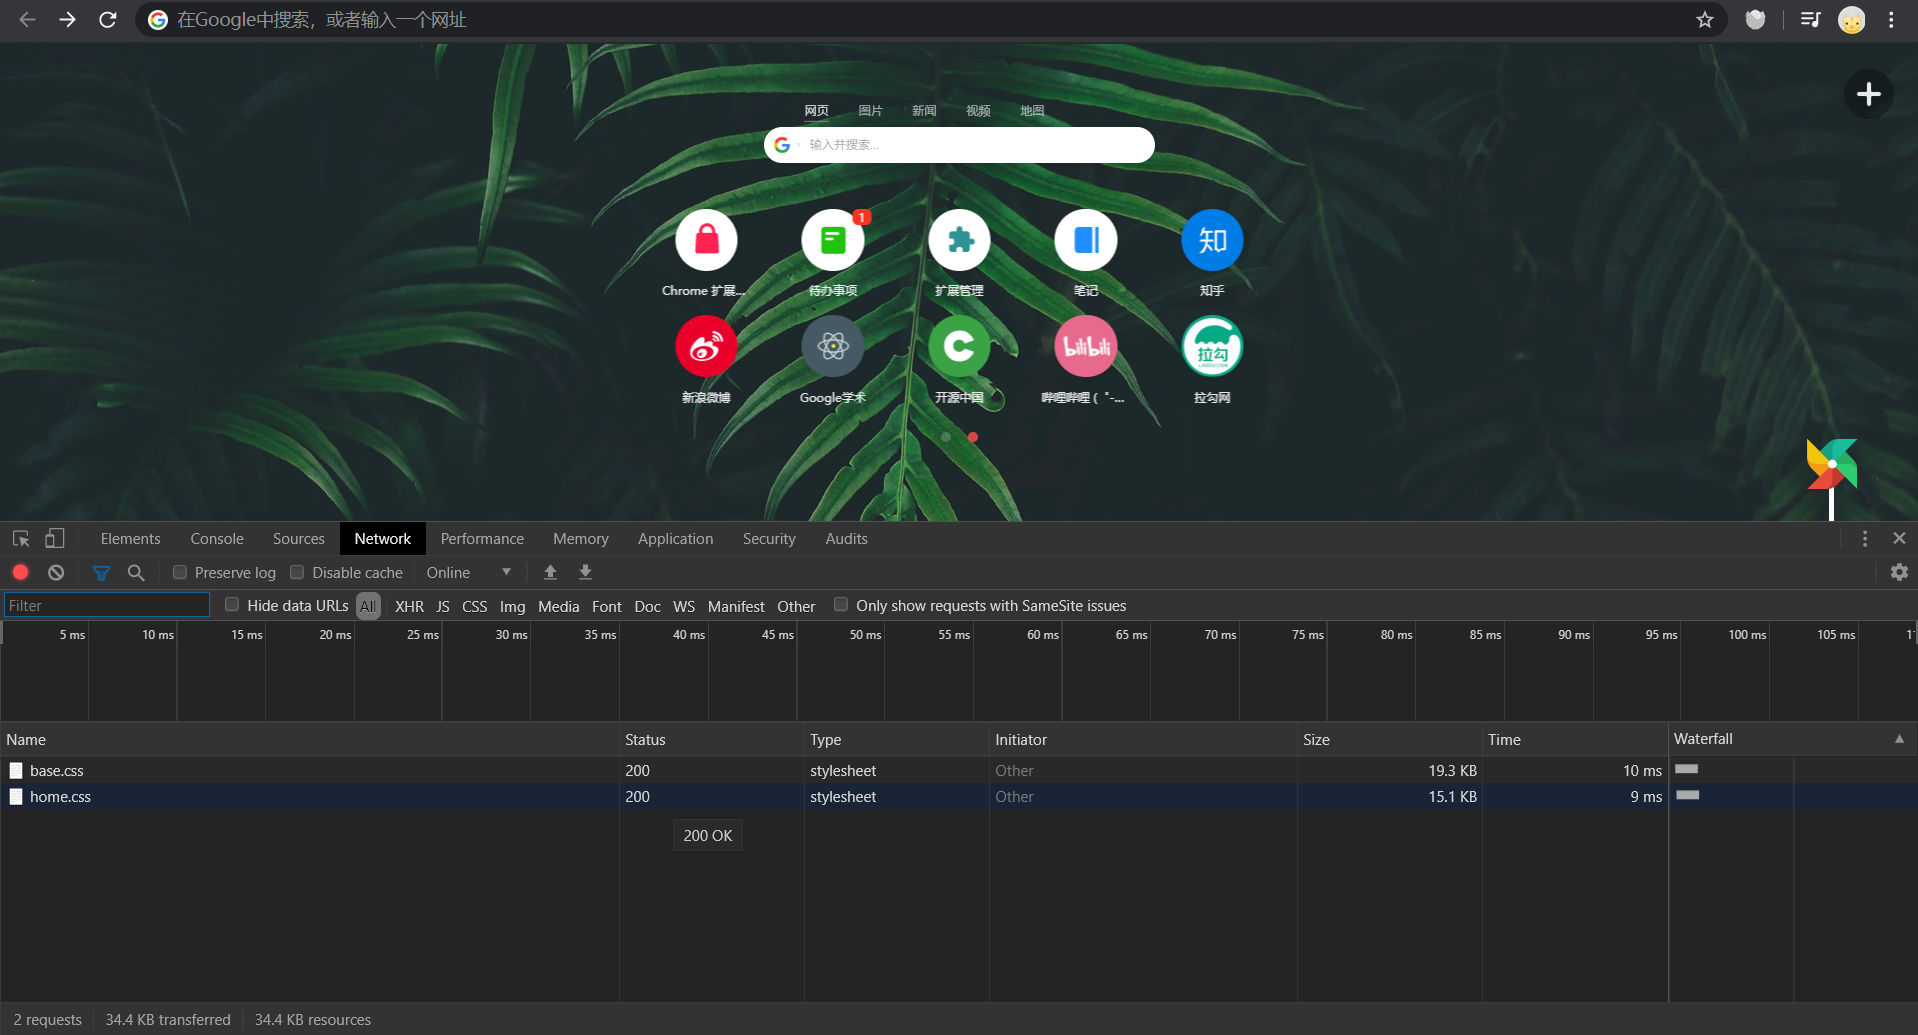 在Google中搜索，或者输入一个网址
网页 图片 新闻 视频 地图
输入并搜索...
1
知
Chrome 扩展... 待办事项 扩展管理 笔记 知乎
bilibili 拉勾
新浪微博 Google学术 开源中国 哔哩哔哩 ( ゜-... 拉勾网
Elements Console Sources Network Performance Memory Application Security Audits
Preserve log Disable cache Online
Filter Hide data URLs All XHR JS CSS Img Media Font Doc WS Manifest Other Only show requests with SameSite issues
5 ms 10 ms 15 ms 20 ms 25 ms 30 ms 35 ms 40 ms 45 ms 50 ms 55 ms 60 ms 65 ms 70 ms 75 ms 80 ms 85 ms 90 ms 95 ms 100 ms 105 ms
Name Status Type Initiator Size Time Waterfall
base.css 200 stylesheet Other 19.3 KB 10 ms
home.css 200 stylesheet Other 15.1 KB 9 ms
200 OK
2 requests 34.4 KB transferred 34.4 KB resources